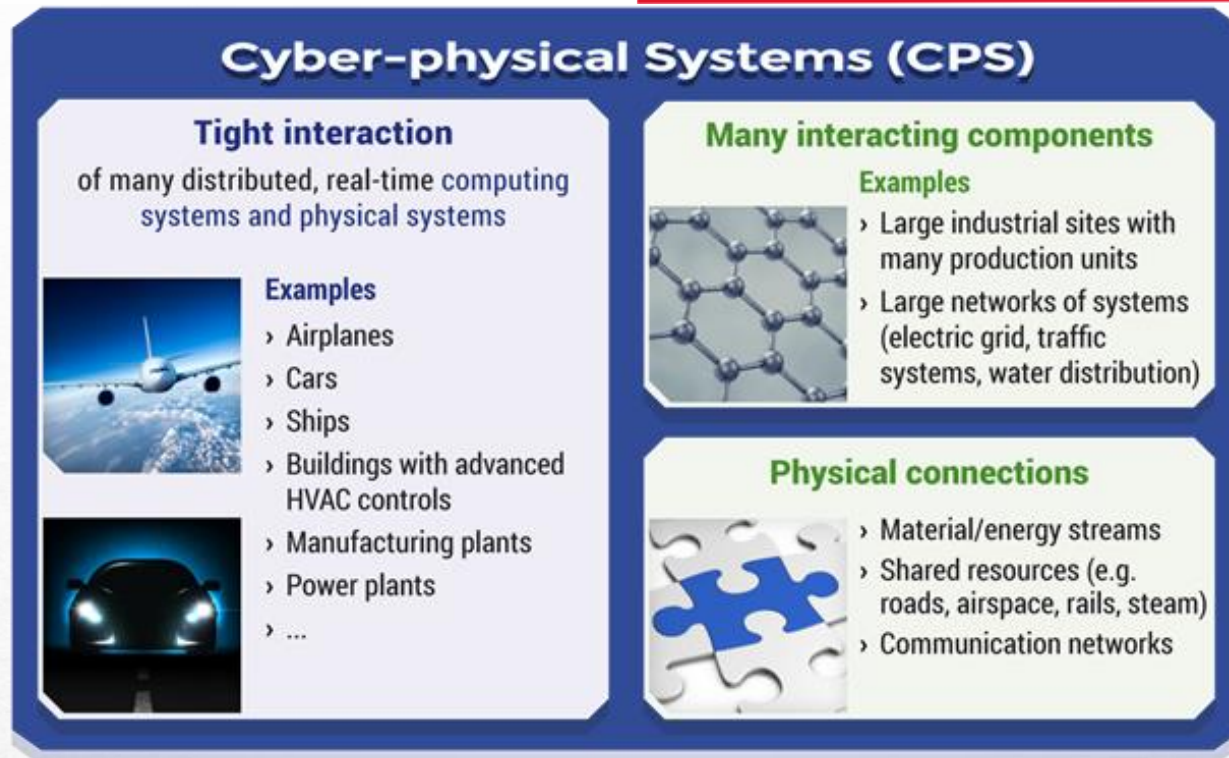 Cyber-physical Systems (CPS)
Tight interaction
of many distributed, real-time computing
systems and physical systems
Examples
› Airplanes
› Cars
› Ships
› Buildings with advanced
HVAC controls
› Manufacturing plants
› Power plants
› ...
Many interacting components
Examples
› Large industrial sites with
many production units
› Large networks of systems
(electric grid, traffic
systems, water distribution)
Physical connections
› Material/energy streams
› Shared resources (e.g.
roads, airspace, rails, steam)
› Communication networks